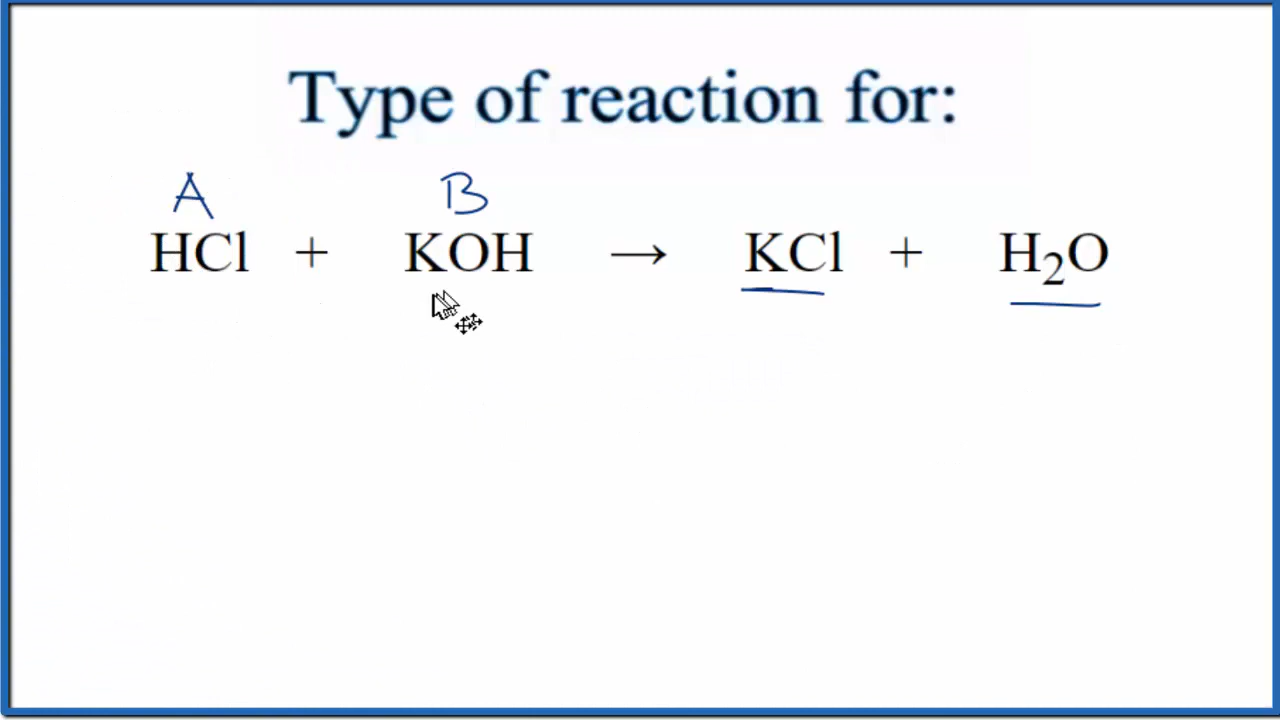 Type of reaction for:
A B
HCl + KOH → KCl + H₂O